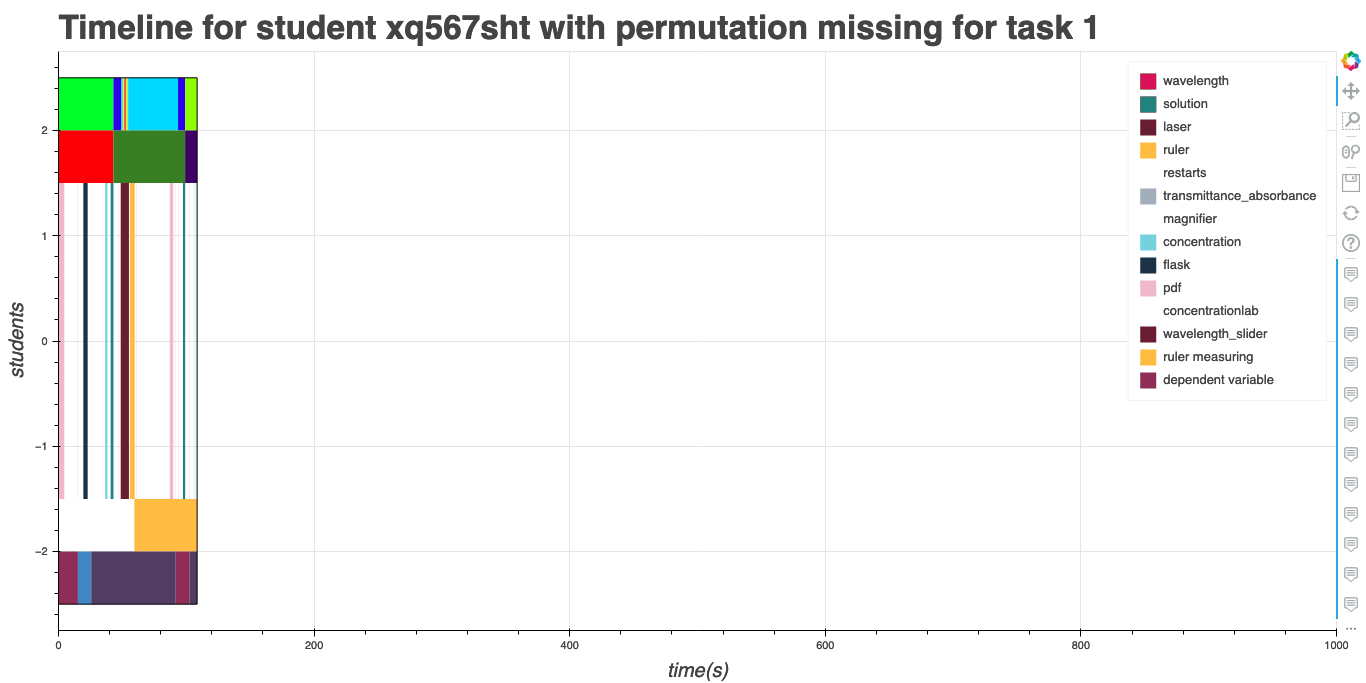 Timeline for student xq567sht with permutation missing for task 1
wavelength
solution
laser
ruler
restarts
transmittance_absorbance
magnifier
concentration
flask
pdf
concentrationlab
wavelength_slider
ruler measuring
dependent variable
students
2
1
0
−1
−2
0 200 400 600 800 1000
time(s)